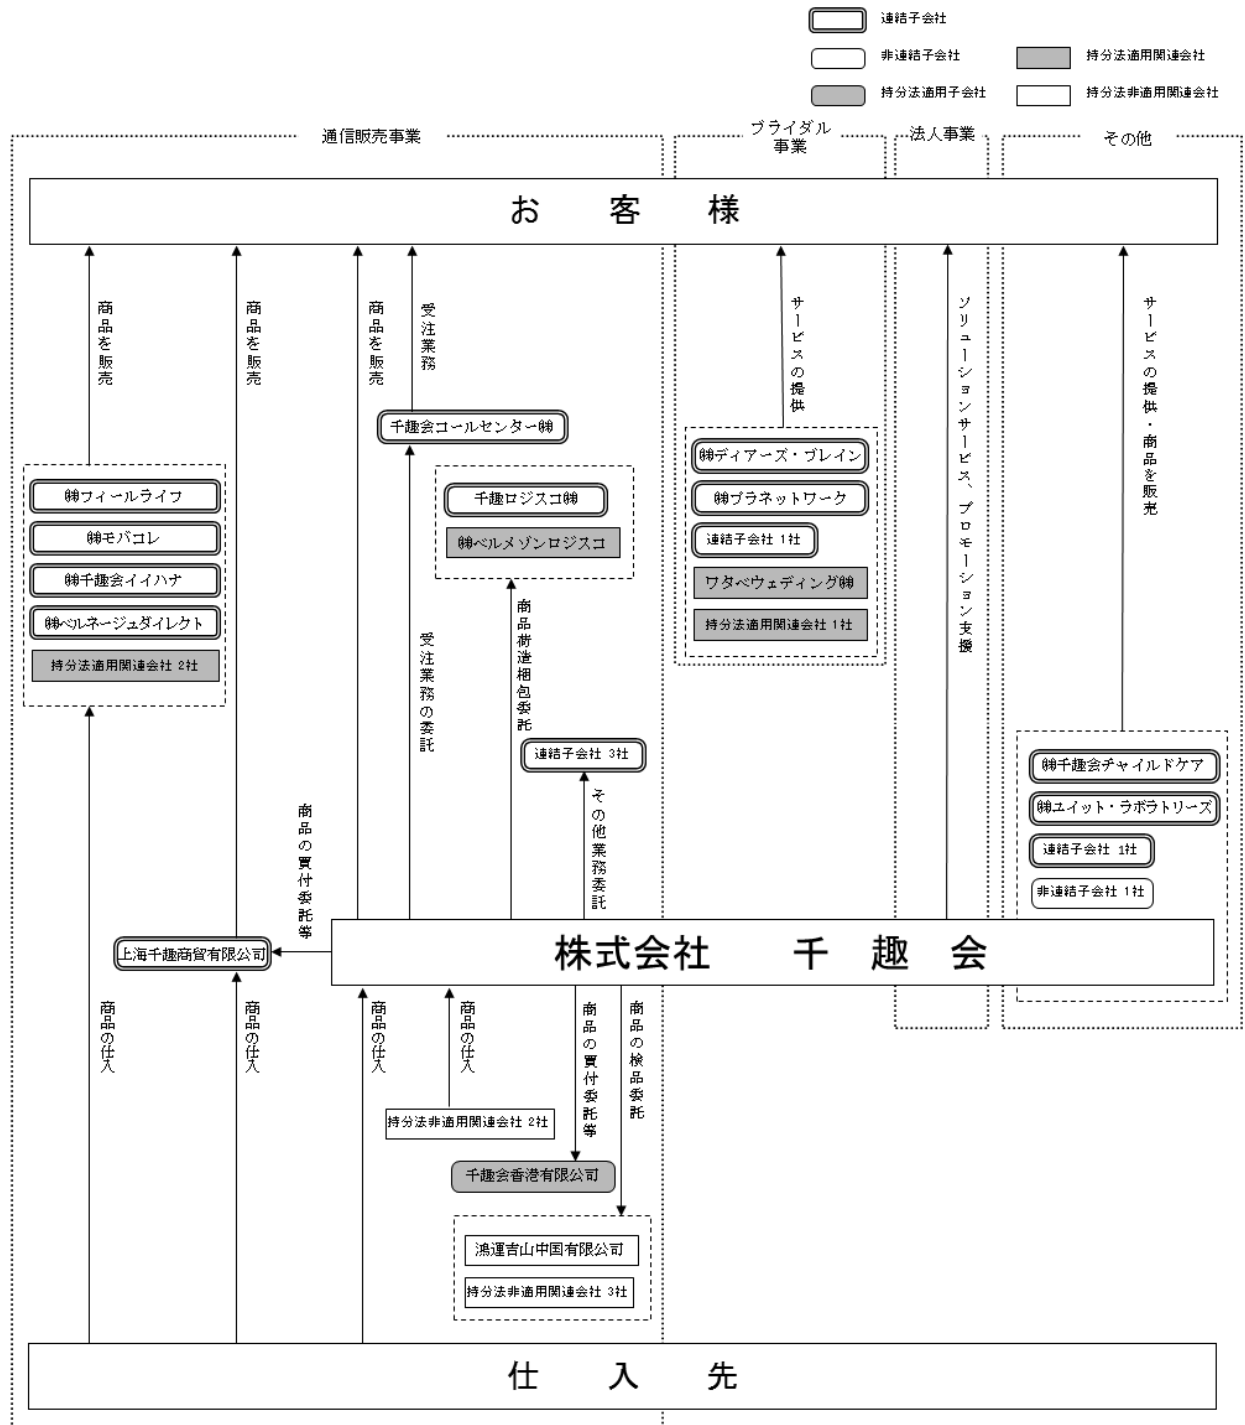 連結子会社
非連結子会社
持分法適用関連会社
持分法適用子会社
持分法非適用関連会社
通信販売事業
ブライダル
事業
法人事業
その他
お客様
商品を販売
商品を販売
商品を販売
受注業務
サービスの提供
ソリューションサービス、プロモーション支援
サービスの提供・商品を販売
千趣会コールセンター㈱
㈱フィールライフ
㈱モバコレ
㈱千趣会イイハナ
㈱ベルネージュダイレクト
持分法適用関連会社 2社
千趣ロジスコ㈱
㈱ベルメゾンロジスコ
㈱ディアーズ・ブレイン
㈱プラネットワーク
連結子会社 1社
ワタベウェディング㈱
持分法適用関連会社 1社
受注業務の委託
商品荷造梱包委託
連結子会社 3社
その他業務委託
㈱千趣会チャイルドケア
㈱ユイット・ラボラトリーズ
連結子会社 1社
非連結子会社 1社
商品の買付委託等
上海千趣商貿有限公司
株式会社 千趣会
商品の仕入
商品の仕入
商品の仕入
商品の仕入
商品の買付委託等
商品の検品委託
持分法非適用関連会社 2社
千趣会香港有限公司
鴻運吉山中国有限公司
持分法非適用関連会社 3社
仕入先